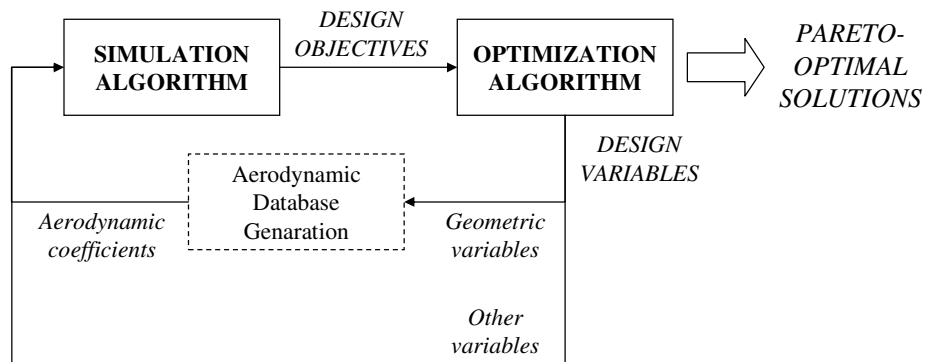 DESIGN
OBJECTIVES
SIMULATION
ALGORITHM
OPTIMIZATION
ALGORITHM
PARETO-
OPTIMAL
SOLUTIONS
DESIGN
VARIABLES
Aerodynamic
Database
Genaration
Aerodynamic
coefficients
Geometric
variables
Other
variables